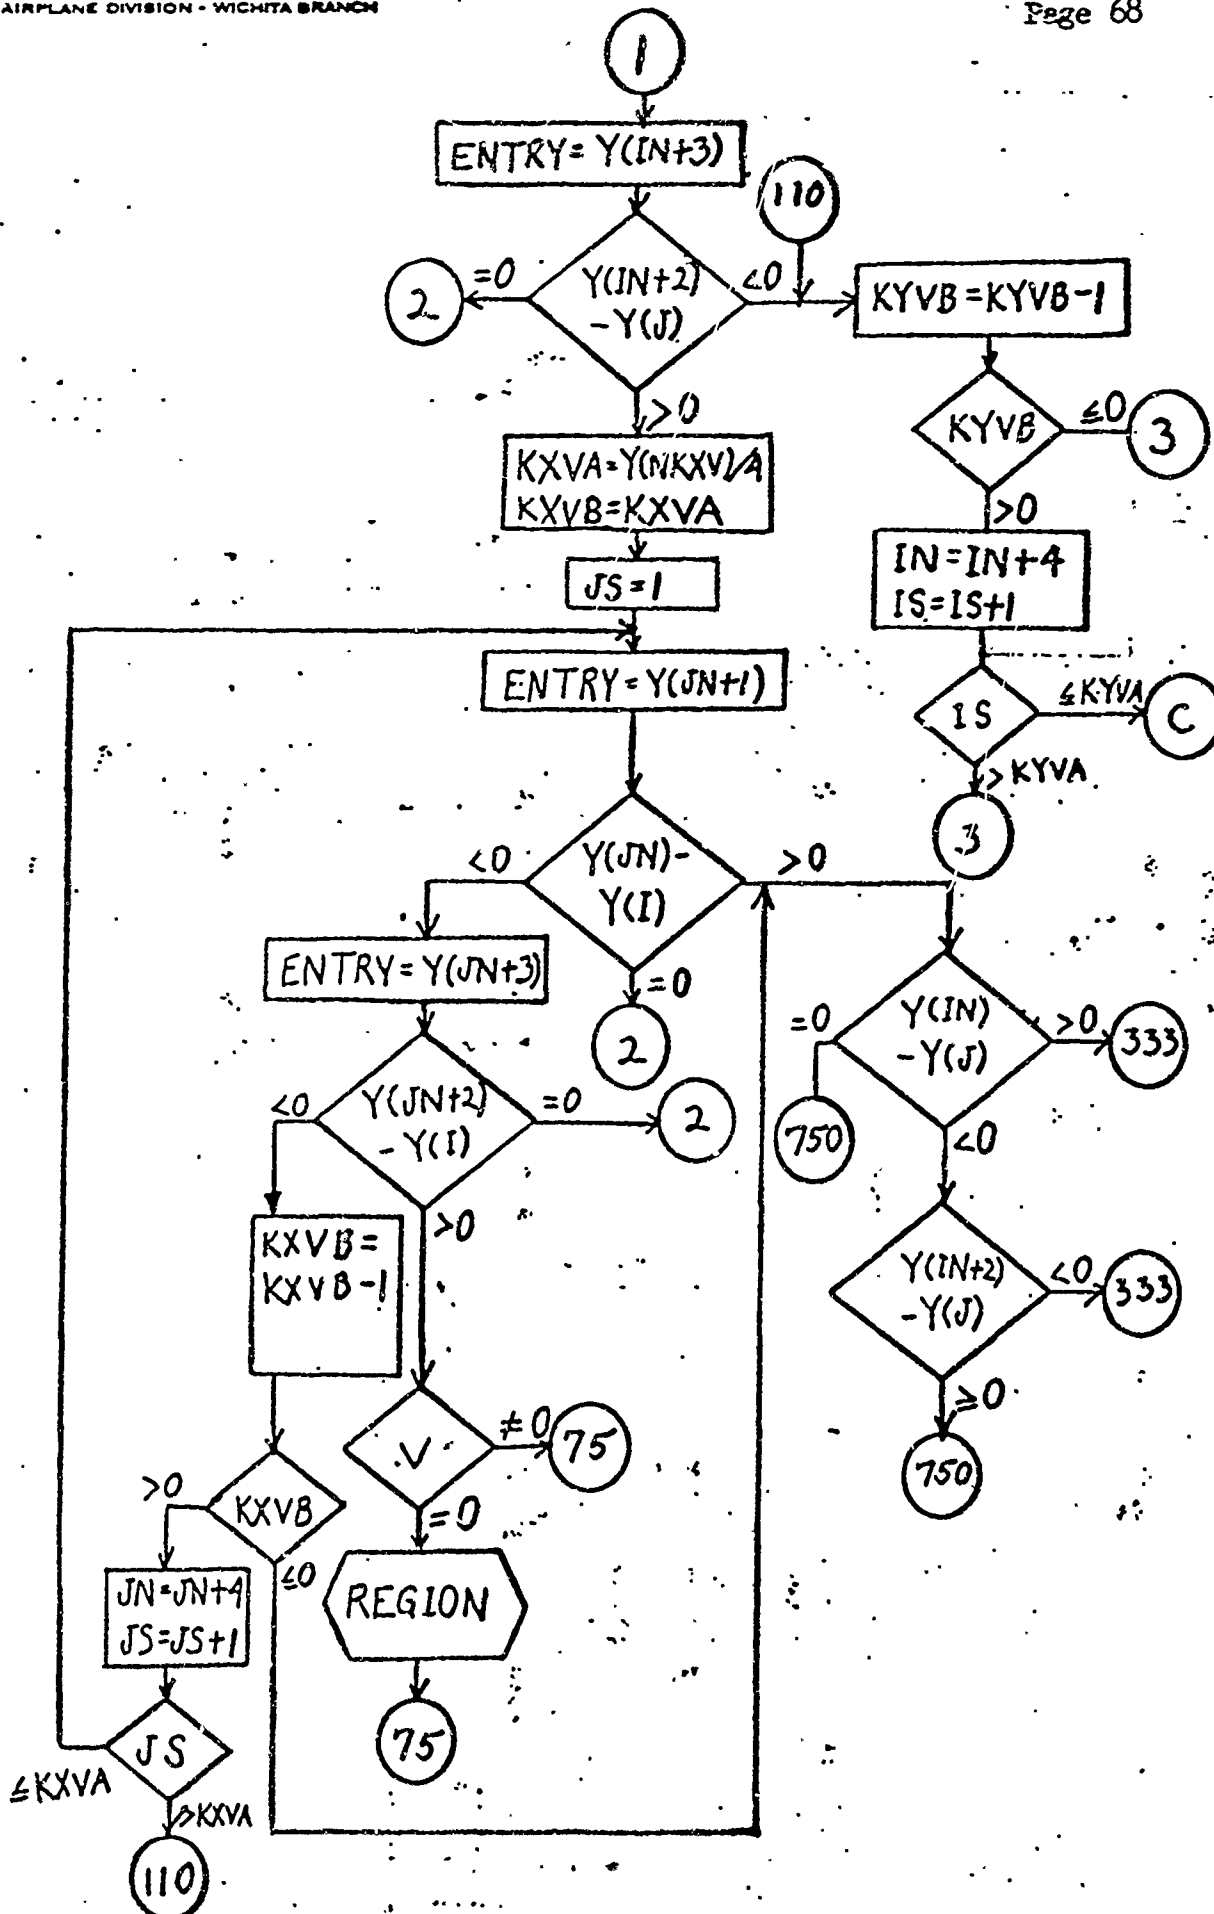 AIRPLANE DIVISION - WICHITA BRANCH
Page 68
1
ENTRY=Y(IN+3)
110
2
=0
Y(IN+2)
-Y(J)
<0
KYVB=KYVB-1
>0
KYVB
≤0
3
KXVA=Y(NKXV)/4
KXVB=KXVA
>0
JS=1
IN=IN+4
IS=IS+1
ENTRY=Y(JN+1)
IS
≤KYVA
C
>KYVA
3
<0
Y(JN)-
Y(I)
>0
=0
2
ENTRY=Y(JN+3)
=0
Y(IN)
-Y(J)
>0
333
750
<0
<0
Y(JN+2)
-Y(I)
=0
2
>0
KXVB=
KXVB-1
Y(IN+2)
-Y(J)
<0
333
≥0
750
V
≠0
75
=0
>0
KXVB
≤0
REGION
75
JN=JN+4
JS=JS+1
JS
≤KXVA
>KXVA
110